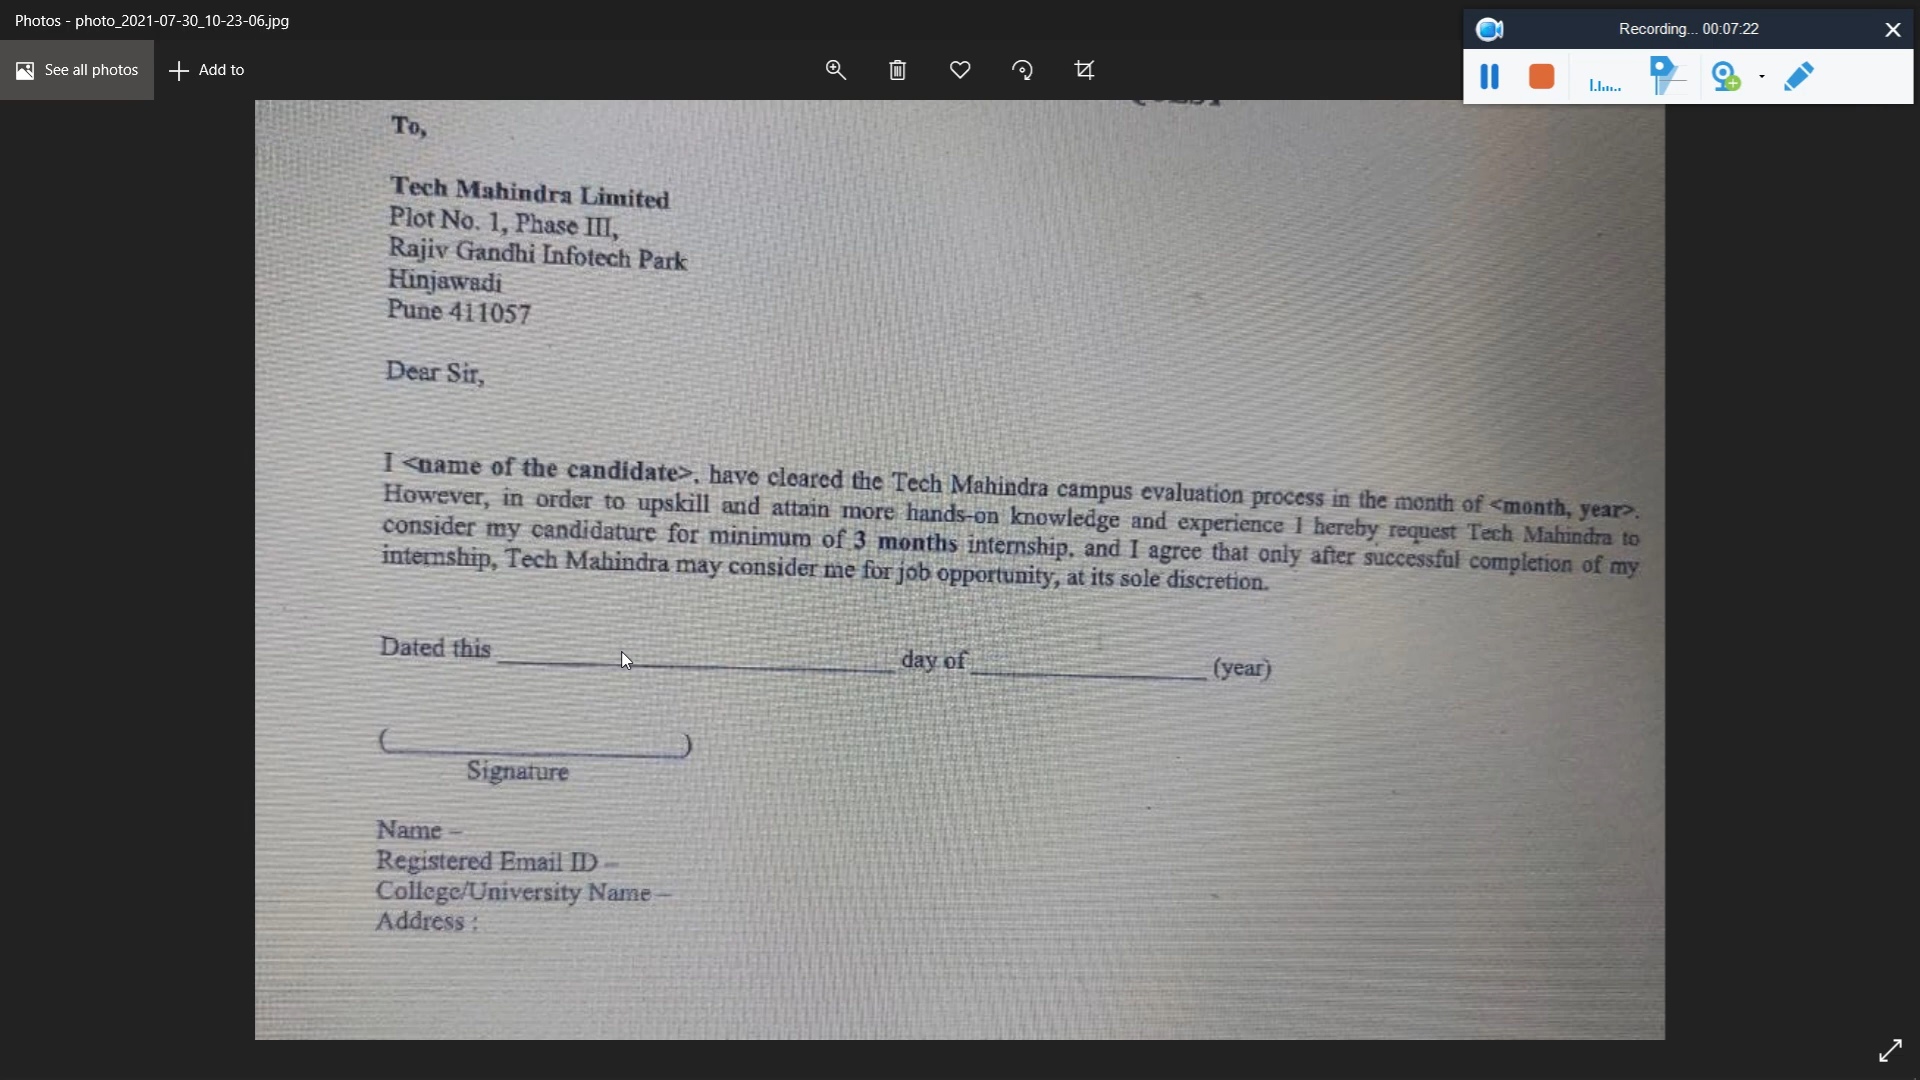 Photos - photo_2021-07-30_10-23-06.jpg
Recording... 00:07:22
See all photos
Add to
To,
Tech Mahindra Limited
Plot No. 1, Phase III,
Rajiv Gandhi Infotech Park
Hinjawadi
Pune 411057
Dear Sir,
I <name of the candidate>, have cleared the Tech Mahindra campus evaluation process in the month of <month, year>.
However, in order to upskill and attain more hands-on knowledge and experience I hereby request Tech Mahindra to
consider my candidature for minimum of 3 months internship, and I agree that only after successful completion of my
internship, Tech Mahindra may consider me for job opportunity, at its sole discretion.
Dated this ____________ day of ____________ (year)
(____________)
Signature
Name –
Registered Email ID –
College/University Name –
Address :